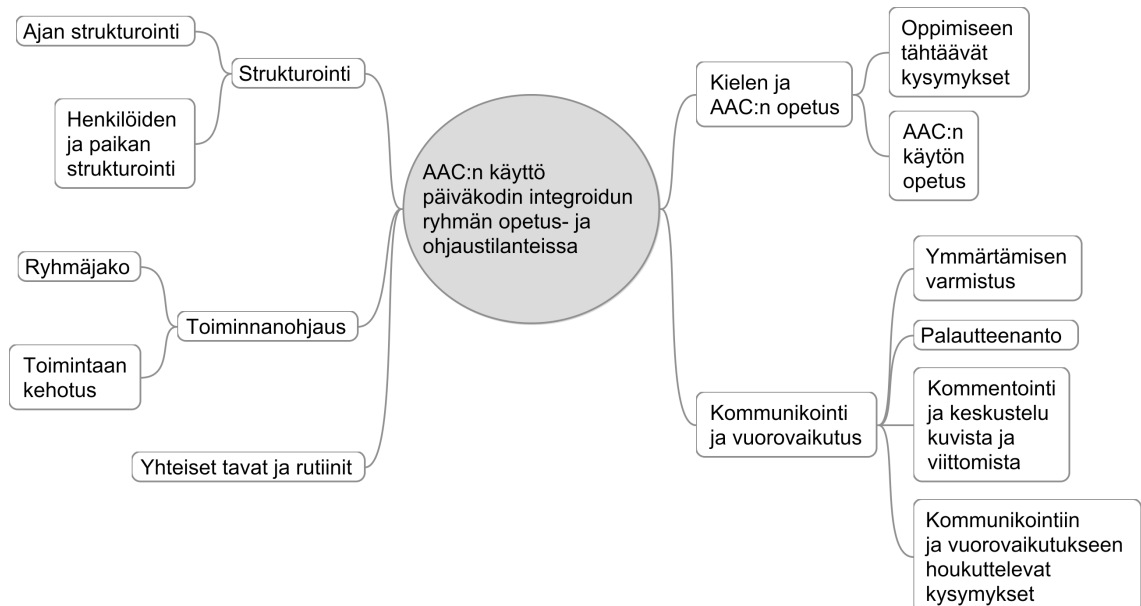 Ajan strukturointi
Strukturointi
Henkilöiden
ja paikan
strukturointi
Ryhmäjako
Toiminnanohjaus
Toimintaan
kehotus
Yhteiset tavat ja rutiinit
AAC:n käyttö
päiväkodin integroidun
ryhmän opetus- ja
ohjaustilanteissa
Kielen ja
AAC:n opetus
Oppimiseen
tähtäävät
kysymykset
AAC:n
käytön
opetus
Kommunikointi
ja vuorovaikutus
Ymmärtämisen
varmistus
Palautteenanto
Kommentointi
ja keskustelu
kuvista ja
viittomista
Kommunikointiin
ja vuorovaikutukseen
houkuttelevat
kysymykset